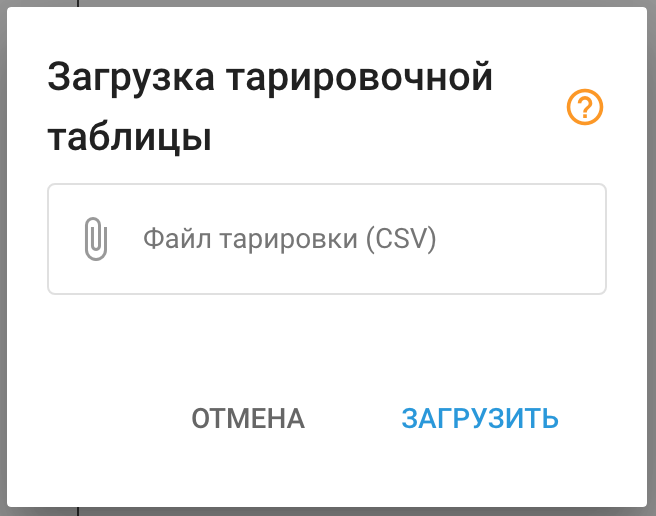 Загрузка тарировочной
таблицы
Файл тарировки (CSV)
ОТМЕНА ЗАГРУЗИТЬ